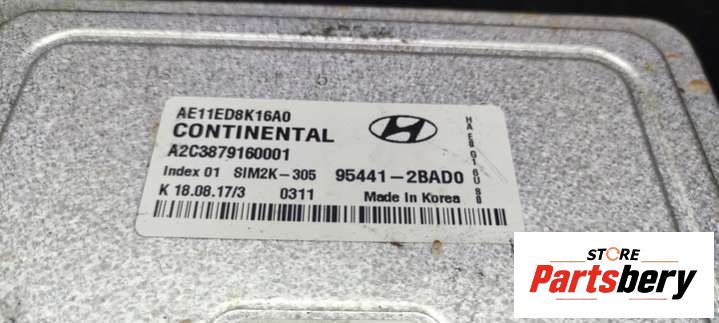 AE11ED8K16A0
CONTINENTAL
A2C3879160001
Index 01 SIM2K-305 95441-2BAD0
K 18.08.17/3 0311 Made In Korea
STORE
Partsbery